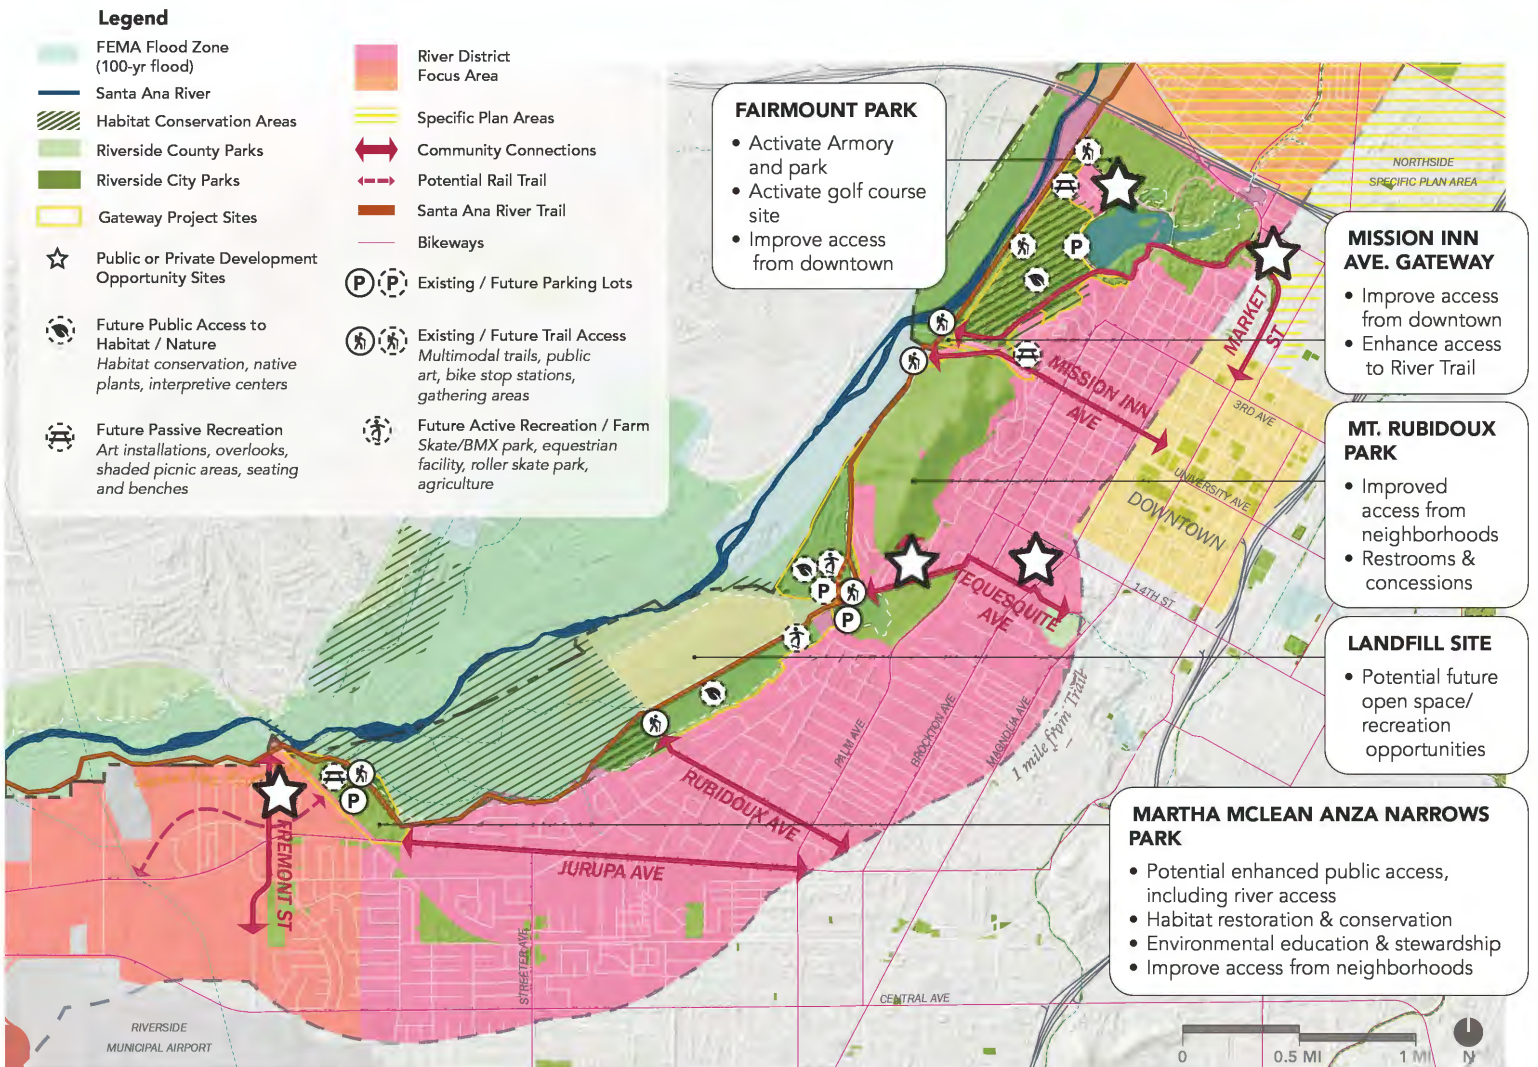 Legend
FEMA Flood Zone
(100-yr flood)
Santa Ana River
Habitat Conservation Areas
Riverside County Parks
Riverside City Parks
Gateway Project Sites
Public or Private Development
Opportunity Sites
Future Public Access to
Habitat / Nature
Habitat conservation, native
plants, interpretive centers
Future Passive Recreation
Art installations, overlooks,
shaded picnic areas, seating
and benches
River District
Focus Area
Specific Plan Areas
Community Connections
Potential Rail Trail
Santa Ana River Trail
Bikeways
P P Existing / Future Parking Lots
Existing / Future Trail Access
Multimodal trails, public
art, bike stop stations,
gathering areas
Future Active Recreation / Farm
Skate/BMX park, equestrian
facility, roller skate park,
agriculture
FAIRMOUNT PARK
• Activate Armory
and park
• Activate golf course
site
• Improve access
from downtown
NORTHSIDE
SPECIFIC PLAN AREA
MISSION INN
AVE. GATEWAY
• Improve access
from downtown
• Enhance access
to River Trail
MT. RUBIDOUX
PARK
• Improved
access from
neighborhoods
• Restrooms &
concessions
LANDFILL SITE
• Potential future
open space/
recreation
opportunities
MARTHA MCLEAN ANZA NARROWS
PARK
• Potential enhanced public access,
including river access
• Habitat restoration & conservation
• Environmental education & stewardship
• Improve access from neighborhoods
P
MARKET
ST
MISSION INN
AVE
3RD AVE
UNIVERSITY AVE
DOWNTOWN
14TH ST
TEQUESQUITE
AVE
P
P
PALM AVE
BROCKTON AVE
MAGNOLIA AVE
1 mile from Trail
RUBIDOUX AVE
P
JURUPA AVE
FREMONT ST
STREETER AVE
CENTRAL AVE
RIVERSIDE
MUNICIPAL AIRPORT
0 0.5 MI 1 MI N